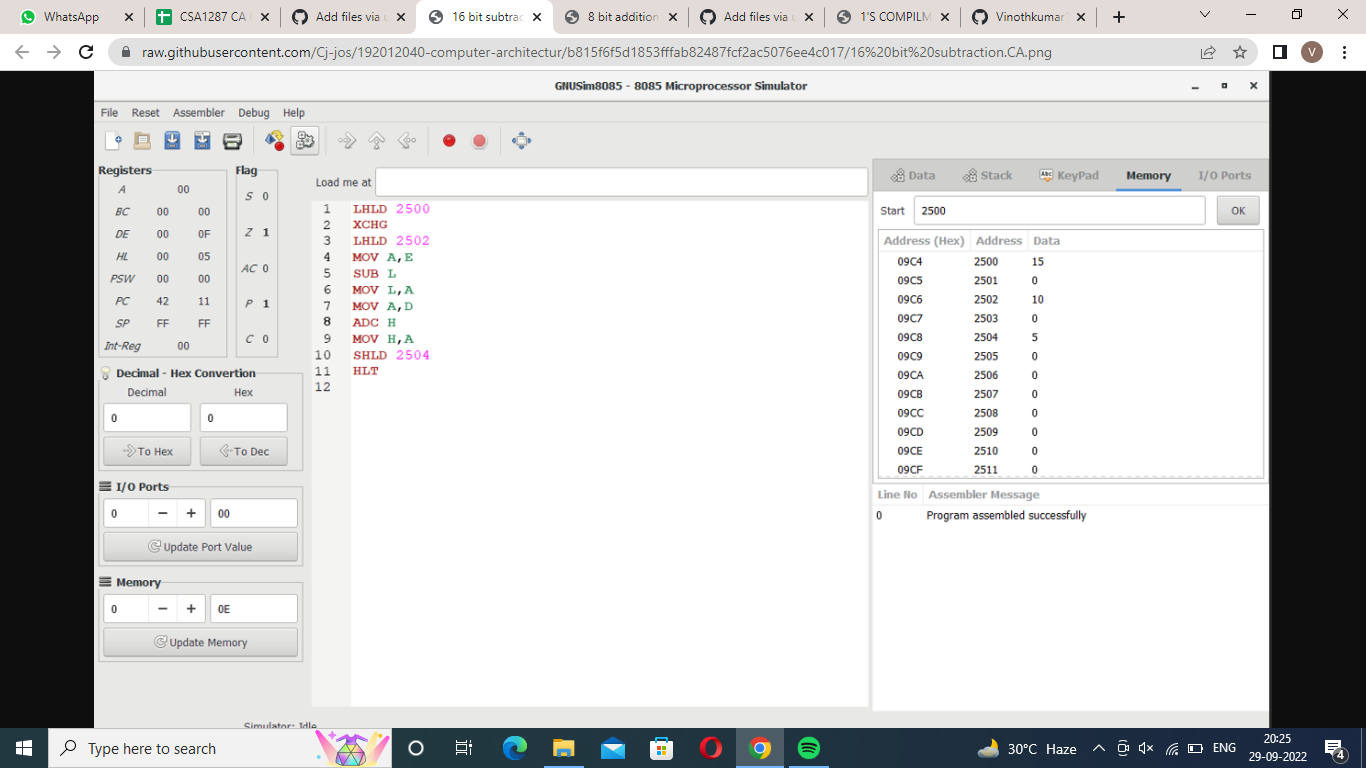 WhatsApp
CSA1287 CA
Add files via u
16 bit subtrac
8 bit addition
Add files via u
1'S COMPILM
Vinothkumar
raw.githubusercontent.com/Cj-jos/192012040-computer-architectur/b815f6f5d1853fffab82487fcf2ac5076ee4c017/16%20bit%20subtraction.CA.png
V
GNUSim8085 - 8085 Microprocessor Simulator
File Reset Assembler Debug Help
Registers
A 00
BC 00 00
DE 00 0F
HL 00 05
PSW 00 00
PC 42 11
SP FF FF
Int-Reg 00
Flag
S 0
Z 1
AC 0
P 1
C 0
Decimal - Hex Convertion
Decimal Hex
0 0
To Hex To Dec
I/O Ports
0 - + 00
Update Port Value
Memory
0 - + 0E
Update Memory
Load me at
1 LHLD 2500
2 XCHG
3 LHLD 2502
4 MOV A,E
5 SUB L
6 MOV L,A
7 MOV A,D
8 ADC H
9 MOV H,A
10 SHLD 2504
11 HLT
12
Data Stack KeyPad Memory I/O Ports
Start 2500 OK
Address (Hex) Address Data
09C4 2500 15
09C5 2501 0
09C6 2502 10
09C7 2503 0
09C8 2504 5
09C9 2505 0
09CA 2506 0
09CB 2507 0
09CC 2508 0
09CD 2509 0
09CE 2510 0
09CF 2511 0
Line No Assembler Message
0 Program assembled successfully
Simulator: Idle
Type here to search
30°C Haze
ENG
20:25
29-09-2022
4